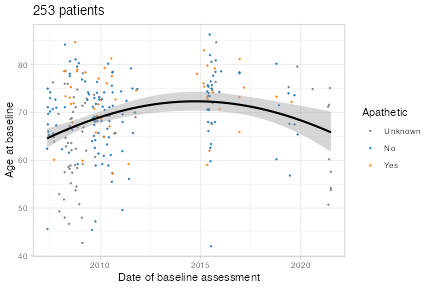 253 patients
Age at baseline
80
70
60
50
40
2010
2015
2020
Date of baseline assessment
Apathetic
Unknown
No
Yes